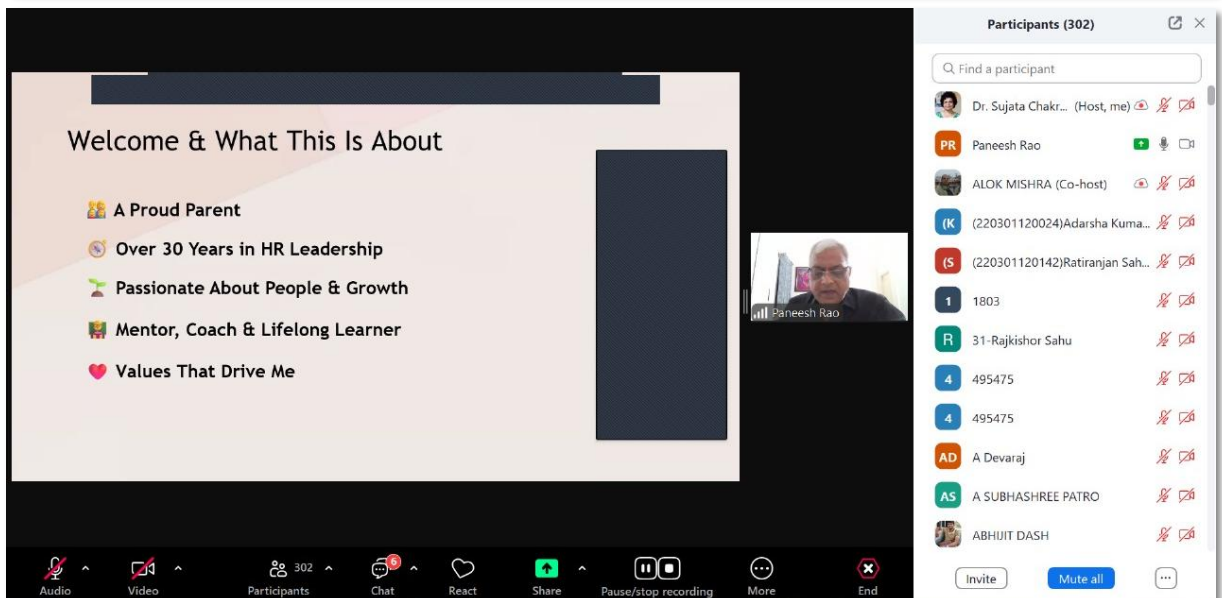 Welcome & What This Is About
A Proud Parent
Over 30 Years in HR Leadership
Passionate About People & Growth
Mentor, Coach & Lifelong Learner
Values That Drive Me
Paneesh Rao
Participants (302)
Find a participant
Dr. Sujata Chakr... (Host, me)
PR Paneesh Rao
ALOK MISHRA (Co-host)
(K (220301120024)Adarsha Kuma...
(S (220301120142)Ratiranjan Sah...
1 1803
R 31-Rajkishor Sahu
4 495475
4 495475
AD A Devaraj
AS A SUBHASHREE PATRO
ABHIJIT DASH
Invite Mute all
302 6
Audio Video Participants Chat React Share Pause/stop recording More End